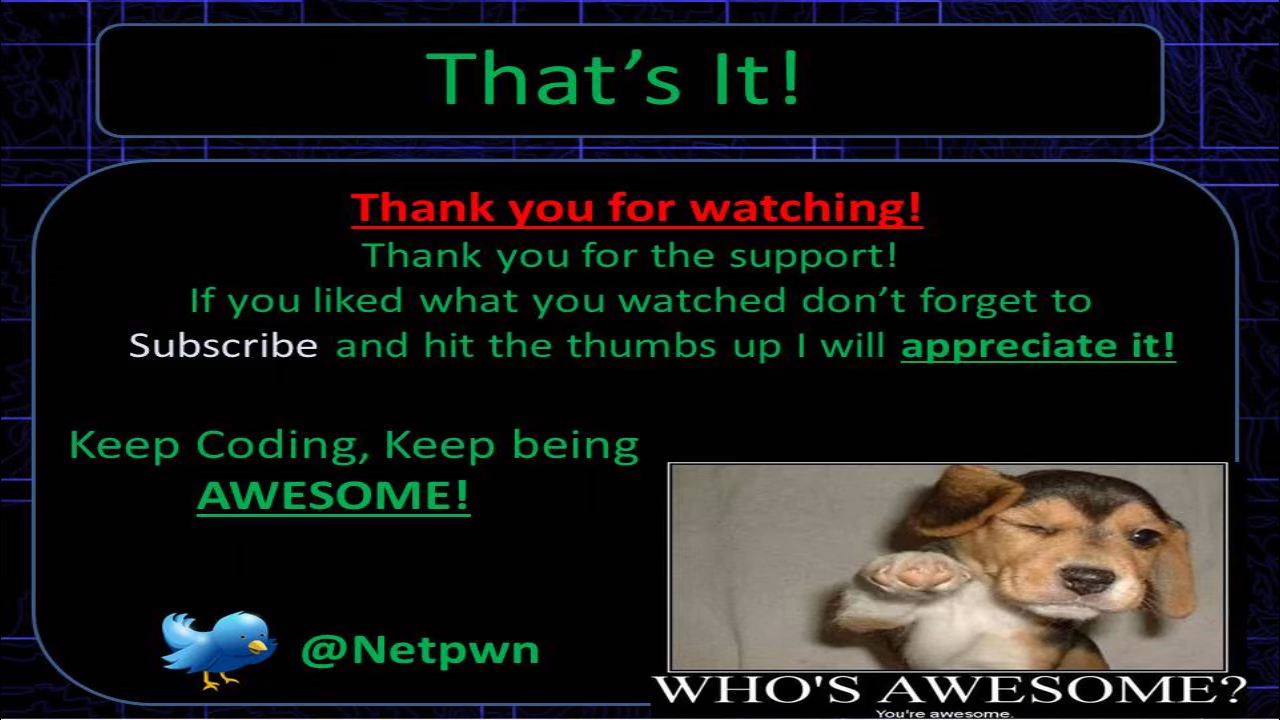 That’s It!
Thank you for watching!
Thank you for the support!
If you liked what you watched don’t forget to
Subscribe and hit the thumbs up I will appreciate it!
Keep Coding, Keep being
AWESOME!
@Netpwn
WHO'S AWESOME?
You're awesome.